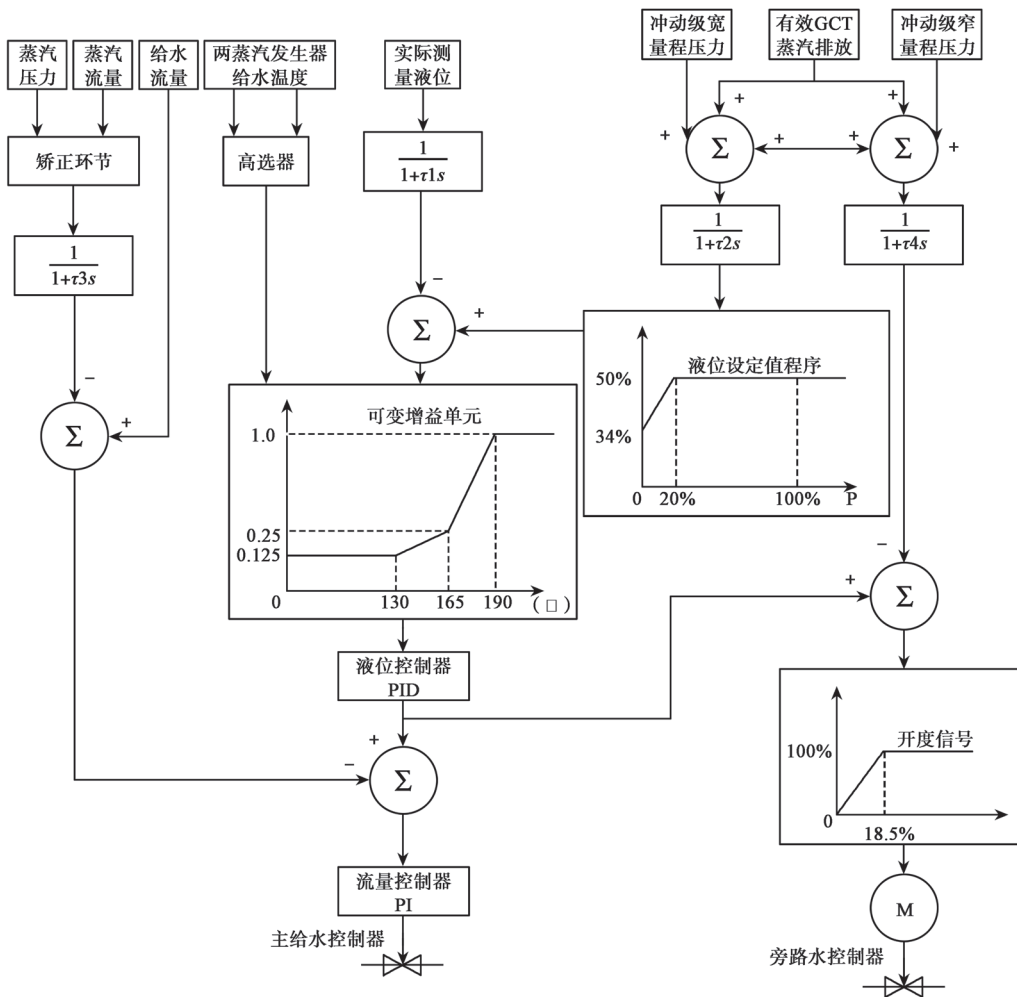 蒸汽
压力
蒸汽
流量
给水
流量
两蒸汽发生器
给水温度
实际测
量液位
冲动级宽
量程压力
有效GCT
蒸汽排放
冲动级窄
量程压力
+
+
+
+
+
+
Σ
Σ
矫正环节
高选器
1
1+τ1s
1
1+τ2s
1
1+τ4s
1
1+τ3s
−
Σ
+
−
Σ
+
液位设定值程序
50%
34%
0
20%
100%
P
可变增益单元
1.0
0.25
0.125
0
130
165
190
(□)
−
+
Σ
液位控制器
PID
+
−
Σ
开度信号
100%
0
18.5%
流量控制器
PI
M
主给水控制器
旁路水控制器